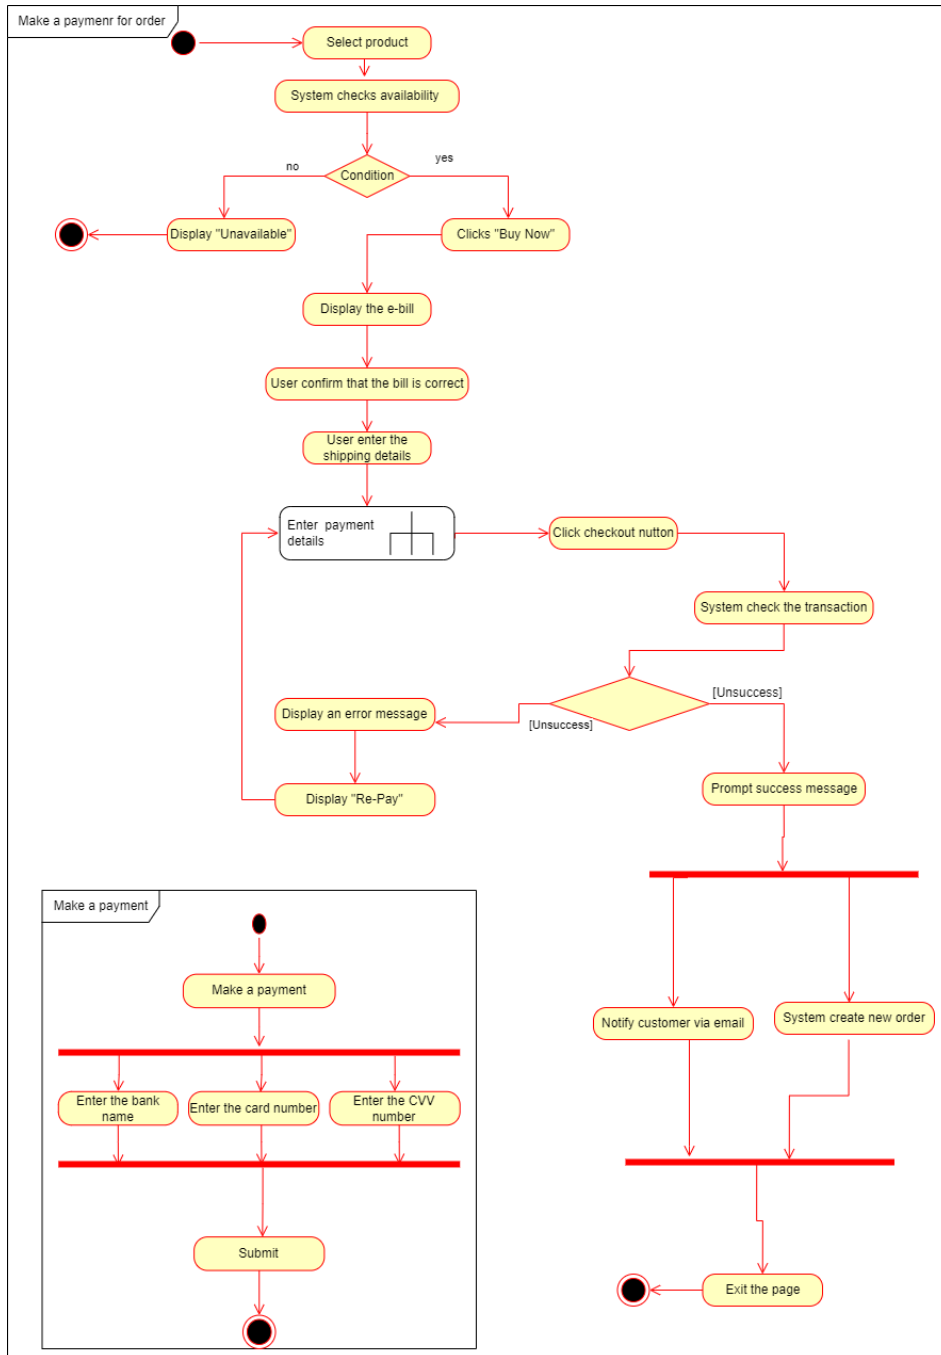 Make a paymenr for order
Select product
System checks availability
no
yes
Condition
Display "Unavailable"
Clicks "Buy Now"
Display the e-bill
User confirm that the bill is correct
User enter the
shipping details
Enter payment
details
Click checkout nutton
System check the transaction
[Unsuccess]
Display an error message
[Unsuccess]
Prompt success message
Display "Re-Pay"
Make a payment
Make a payment
Notify customer via email
System create new order
Enter the bank
name
Enter the card number
Enter the CVV
number
Submit
Exit the page